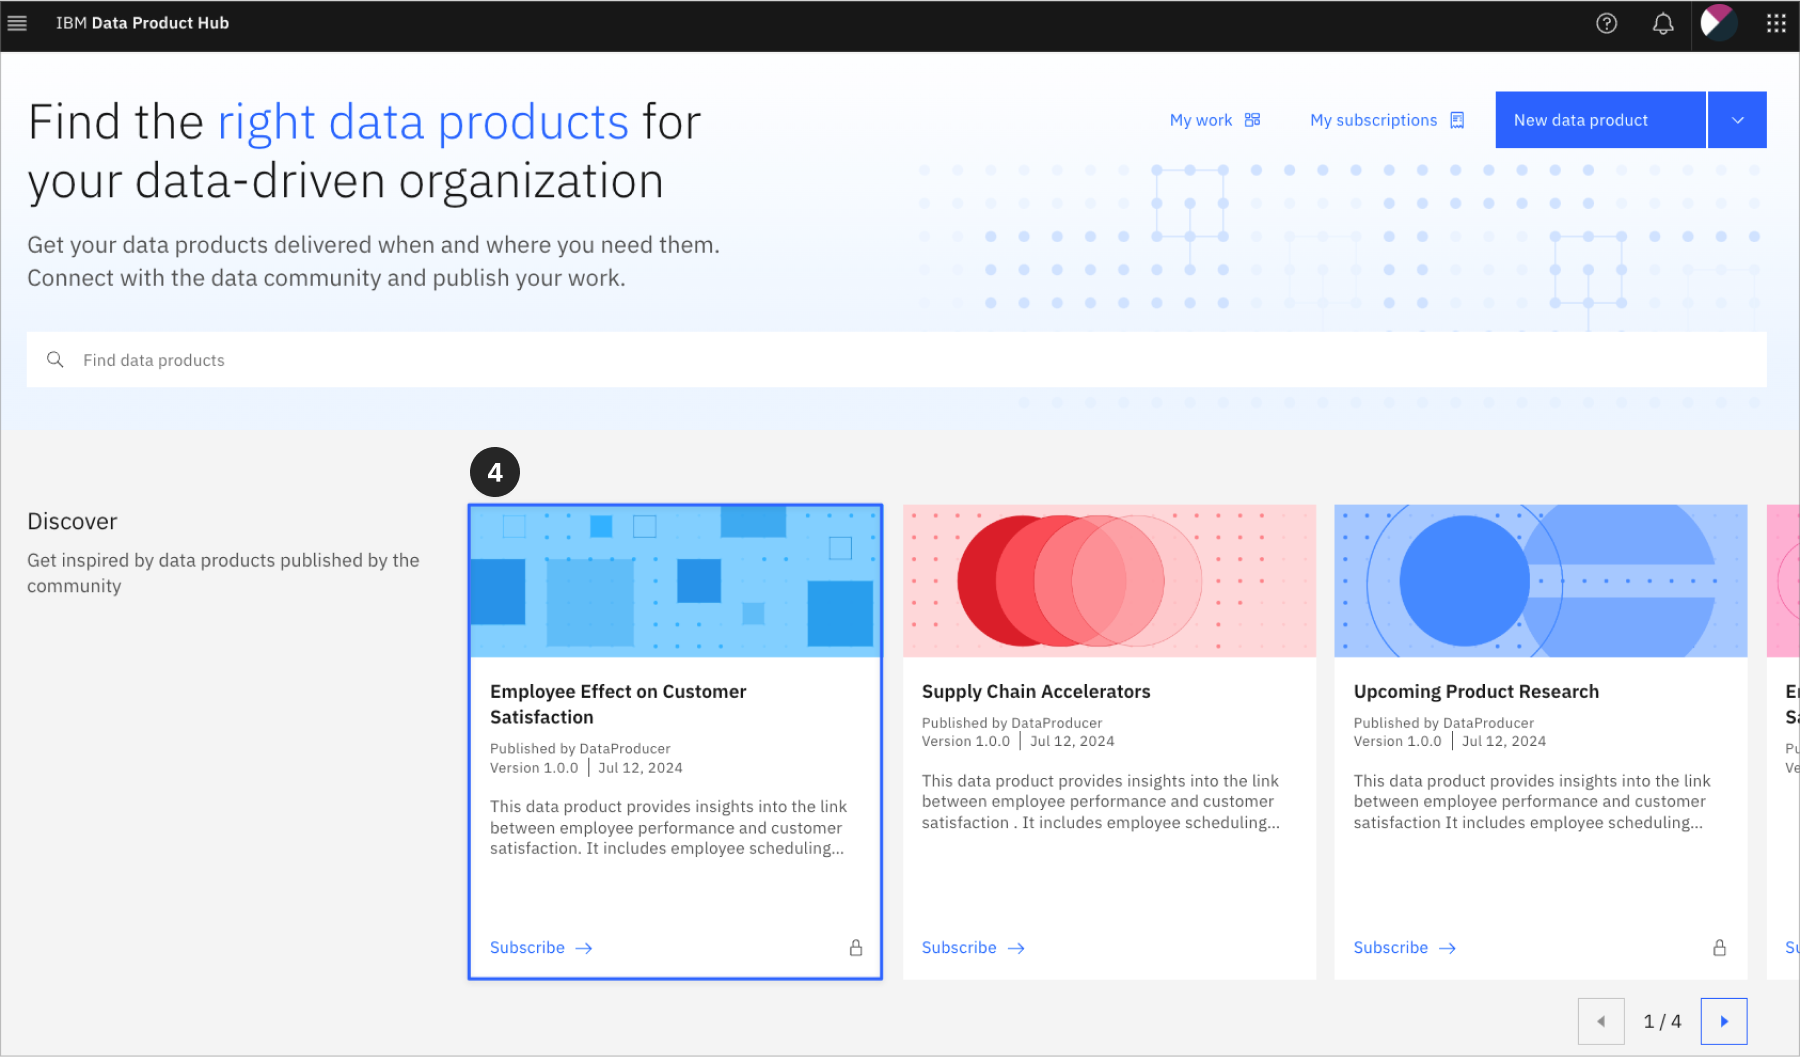 IBM Data Product Hub
Find the right data products for
your data-driven organization
My work
My subscriptions
New data product
Get your data products delivered when and where you need them.
Connect with the data community and publish your work.
Find data products
4
Discover
Get inspired by data products published by the
community
Employee Effect on Customer
Satisfaction
Published by DataProducer
Version 1.0.0 | Jul 12, 2024
This data product provides insights into the link
between employee performance and customer
satisfaction. It includes employee scheduling...
Subscribe
Supply Chain Accelerators
Published by DataProducer
Version 1.0.0 | Jul 12, 2024
This data product provides insights into the link
between employee performance and customer
satisfaction . It includes employee scheduling...
Subscribe
Upcoming Product Research
Published by DataProducer
Version 1.0.0 | Jul 12, 2024
This data product provides insights into the link
between employee performance and customer
satisfaction It includes employee scheduling...
Subscribe
1 / 4